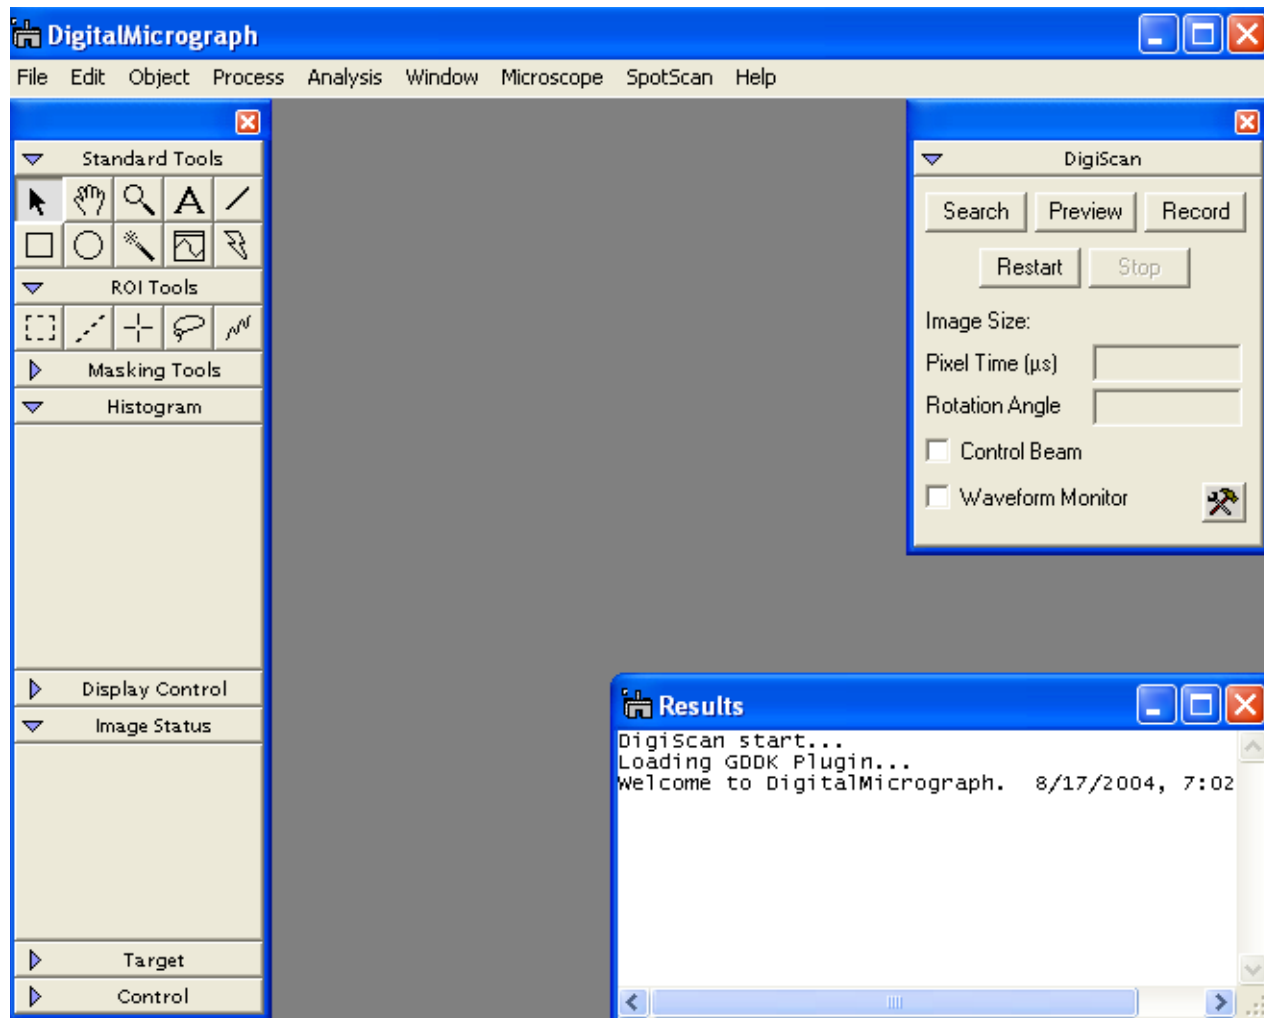 DigitalMicrograph
File Edit Object Process Analysis Window Microscope SpotScan Help
Standard Tools
A
ROI Tools
Masking Tools
Histogram
Display Control
Image Status
Target
Control
DigiScan
Search Preview Record
Restart Stop
Image Size:
Pixel Time (µs)
Rotation Angle
Control Beam
Waveform Monitor
Results
DigiScan start...
Loading GDDK Plugin...
Welcome to DigitalMicrograph. 8/17/2004, 7:02